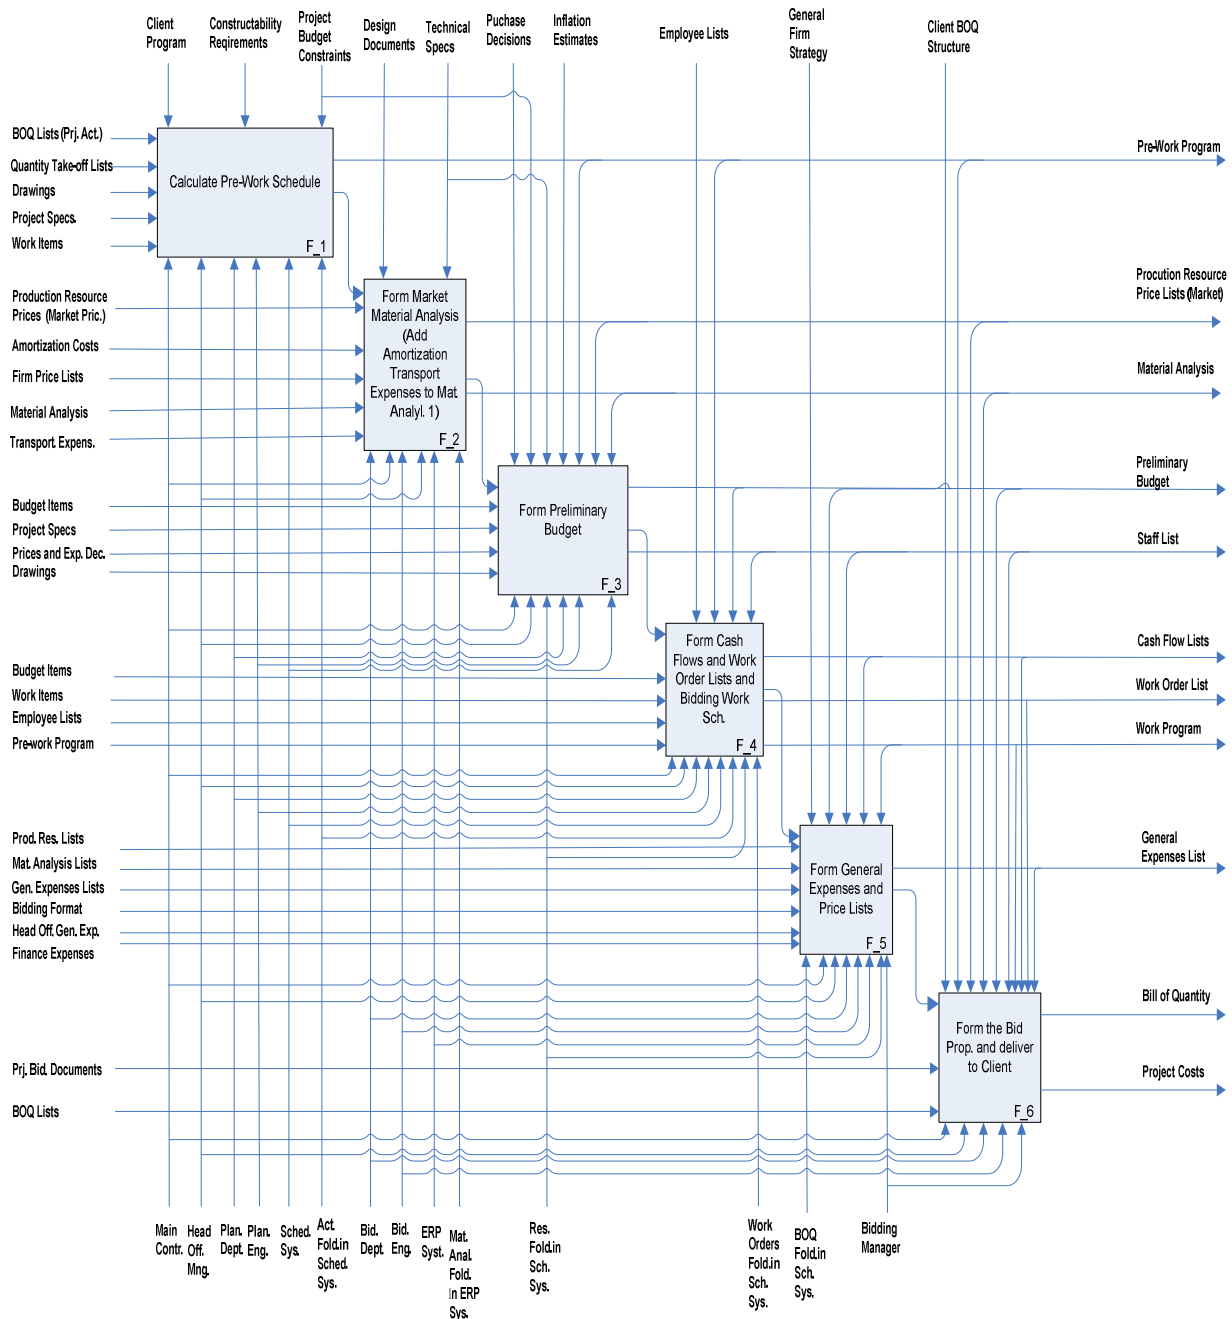 Client
Program
Constructability
Reqirements
Project
Budget
Constraints
Design
Documents
Technical
Specs
Puchase
Decisions
Inflation
Estimates
Employee Lists
General
Firm
Strategy
Client BOQ
Structure
BOQ Lists (Prj. Act.)
Quantity Take-off Lists
Drawings
Project Specs.
Work Items
Calculate Pre-Work Schedule
F_1
Pre-Work Program
Production Resource
Prices (Market Pric.)
Amortization Costs
Firm Price Lists
Material Analysis
Transport. Expens.
Form Market
Material Analysis
(Add
Amortization
Transport
Expenses to Mat.
Analyl. 1)
F_2
Procution Resource
Price Lists (Market)
Material Analysis
Budget Items
Project Specs
Prices and Exp. Dec.
Drawings
Form Preliminary
Budget
F_3
Preliminary
Budget
Staff List
Budget Items
Work Items
Employee Lists
Pre-work Program
Form Cash
Flows and Work
Order Lists and
Bidding Work
Sch.
F_4
Cash Flow Lists
Work Order List
Work Program
Prod. Res. Lists
Mat. Analysis Lists
Gen. Expenses Lists
Bidding Format
Head Off. Gen. Exp.
Finance Expenses
Form General
Expenses and
Price Lists
F_5
General
Expenses List
Prj. Bid. Documents
BOQ Lists
Form the Bid
Prop. and deliver
to Client
F_6
Bill of Quantity
Project Costs
Main
Contr.
Head
Off.
Mng.
Plan.
Dept.
Plan.
Eng.
Sched.
Sys.
Act.
Fold.in
Sched.
Sys.
Bid.
Dept.
Bid.
Eng.
ERP
Syst.
Mat.
Anal.
Fold.
in ERP
Sys.
Res.
Fold.in
Sch.
Sys.
Work
Orders
Fold.in
Sch.
Sys.
BOQ
Fold.in
Sch.
Sys.
Bidding
Manager